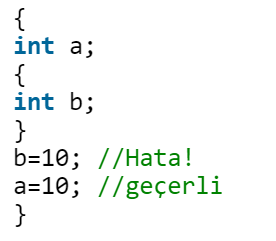 {
int a;
{
int b;
}
b=10; //Hata!
a=10; //geçerli
}